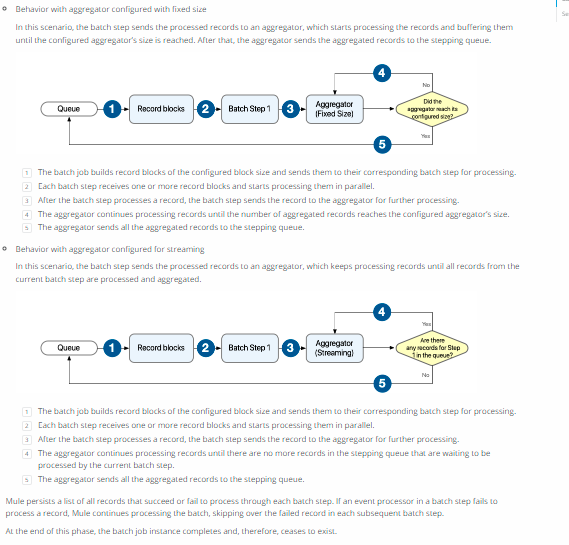 Behavior with aggregator configured with fixed size
In this scenario, the batch step sends the processed records to an aggregator, which starts processing the records and buffering them
until the configured aggregator's size is reached. After that, the aggregator sends the aggregated records to the stepping queue.
4
No
Queue
1
Record blocks
2
Batch Step 1
3
Aggregator
(Fixed Size)
Did the
aggregator reach its
configured size?
Yes
5
1 The batch job builds record blocks of the configured block size and sends them to their corresponding batch step for processing.
2 Each batch step receives one or more record blocks and starts processing them in parallel.
3 After the batch step processes a record, the batch step sends the record to the aggregator for further processing.
4 The aggregator continues processing records until the number of aggregated records reaches the configured aggregator's size.
5 The aggregator sends all the aggregated records to the stepping queue.
Behavior with aggregator configured for streaming
In this scenario, the batch step sends the processed records to an aggregator, which keeps processing records until all records from the
current batch step are processed and aggregated.
4
Yes
Queue
1
Record blocks
2
Batch Step 1
3
Aggregator
(Streaming)
Are there
any records for Step
1 in the queue?
No
5
1 The batch job builds record blocks of the configured block size and sends them to their corresponding batch step for processing.
2 Each batch step receives one or more record blocks and starts processing them in parallel.
3 After the batch step processes a record, the batch step sends the record to the aggregator for further processing.
4 The aggregator continues processing records until there are no more records in the stepping queue that are waiting to be
processed by the current batch step.
5 The aggregator sends all the aggregated records to the stepping queue.
Mule persists a list of all records that succeed or fail to process through each batch step. If an event processor in a batch step fails to
process a record, Mule continues processing the batch, skipping over the failed record in each subsequent batch step.
At the end of this phase, the batch job instance completes and, therefore, ceases to exist.